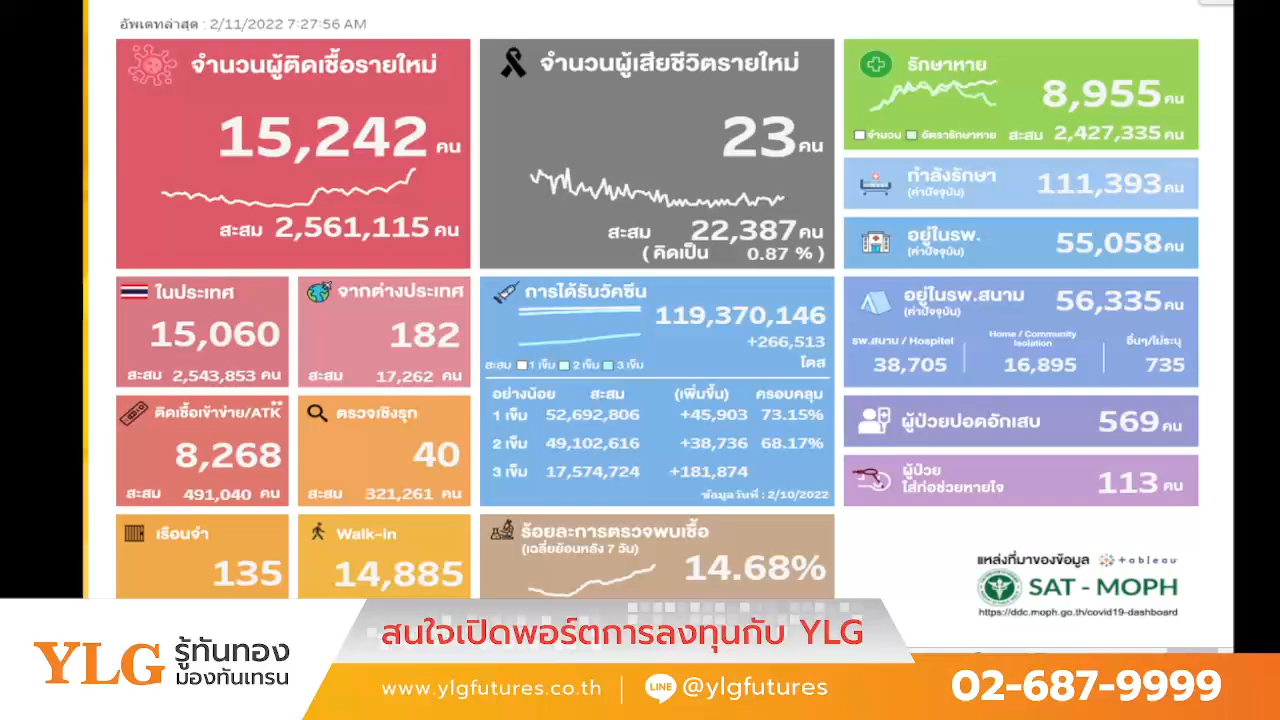 อัพเดทล่าสุด : 2/11/2022 7:27:56 AM
จำนวนผู้ติดเชื้อรายใหม่
15,242 คน
สะสม 2,561,115 คน
จำนวนผู้เสียชีวิตรายใหม่
23 คน
สะสม 22,387 คน
( คิดเป็น 0.87 % )
รักษาหาย
8,955 คน
จำนวน อัตรารักษาหาย สะสม 2,427,335 คน
กำลังรักษา
(ค่าปัจจุบัน)
111,393 คน
อยู่ในรพ.
(ค่าปัจจุบัน)
55,058 คน
ในประเทศ
15,060
สะสม 2,543,853 คน
จากต่างประเทศ
182
สะสม 17,262 คน
การได้รับวัคซีน
119,370,146
+266,513
โดส
สะสม 1 เข็ม 2 เข็ม 3 เข็ม
อย่างน้อย สะสม (เพิ่มขึ้น) ครอบคลุม
1 เข็ม 52,692,806 +45,903 73.15%
2 เข็ม 49,102,616 +38,736 68.17%
3 เข็ม 17,574,724 +181,874
ข้อมูล วันที่ : 2/10/2022
อยู่ในรพ.สนาม
(ค่าปัจจุบัน)
56,335 คน
รพ.สนาม / Hospitel
38,705
Home / Community
Isolation
16,895
อื่นๆ/ไม่ระบุ
735
ติดเชื้อเข้าข่าย/ATK**
8,268
สะสม 491,040 คน
ตรวจเชิงรุก
40
สะสม 321,261 คน
ผู้ป่วยปอดอักเสบ
569 คน
ผู้ป่วย
ใส่ท่อช่วยหายใจ
113 คน
เรือนจำ
135
Walk-in
14,885
ร้อยละการตรวจพบเชื้อ
(เฉลี่ยย้อนหลัง 7 วัน)
14.68%
แหล่งที่มาของข้อมูล +ableau
SAT - MOPH
https://ddc.moph.go.th/covid19-dashboard
YLG
รู้ทันทอง
มองทันเทรน
สนใจเปิดพอร์ตการลงทุนกับ YLG
www.ylgfutures.co.th | LINE @ylgfutures
02-687-9999